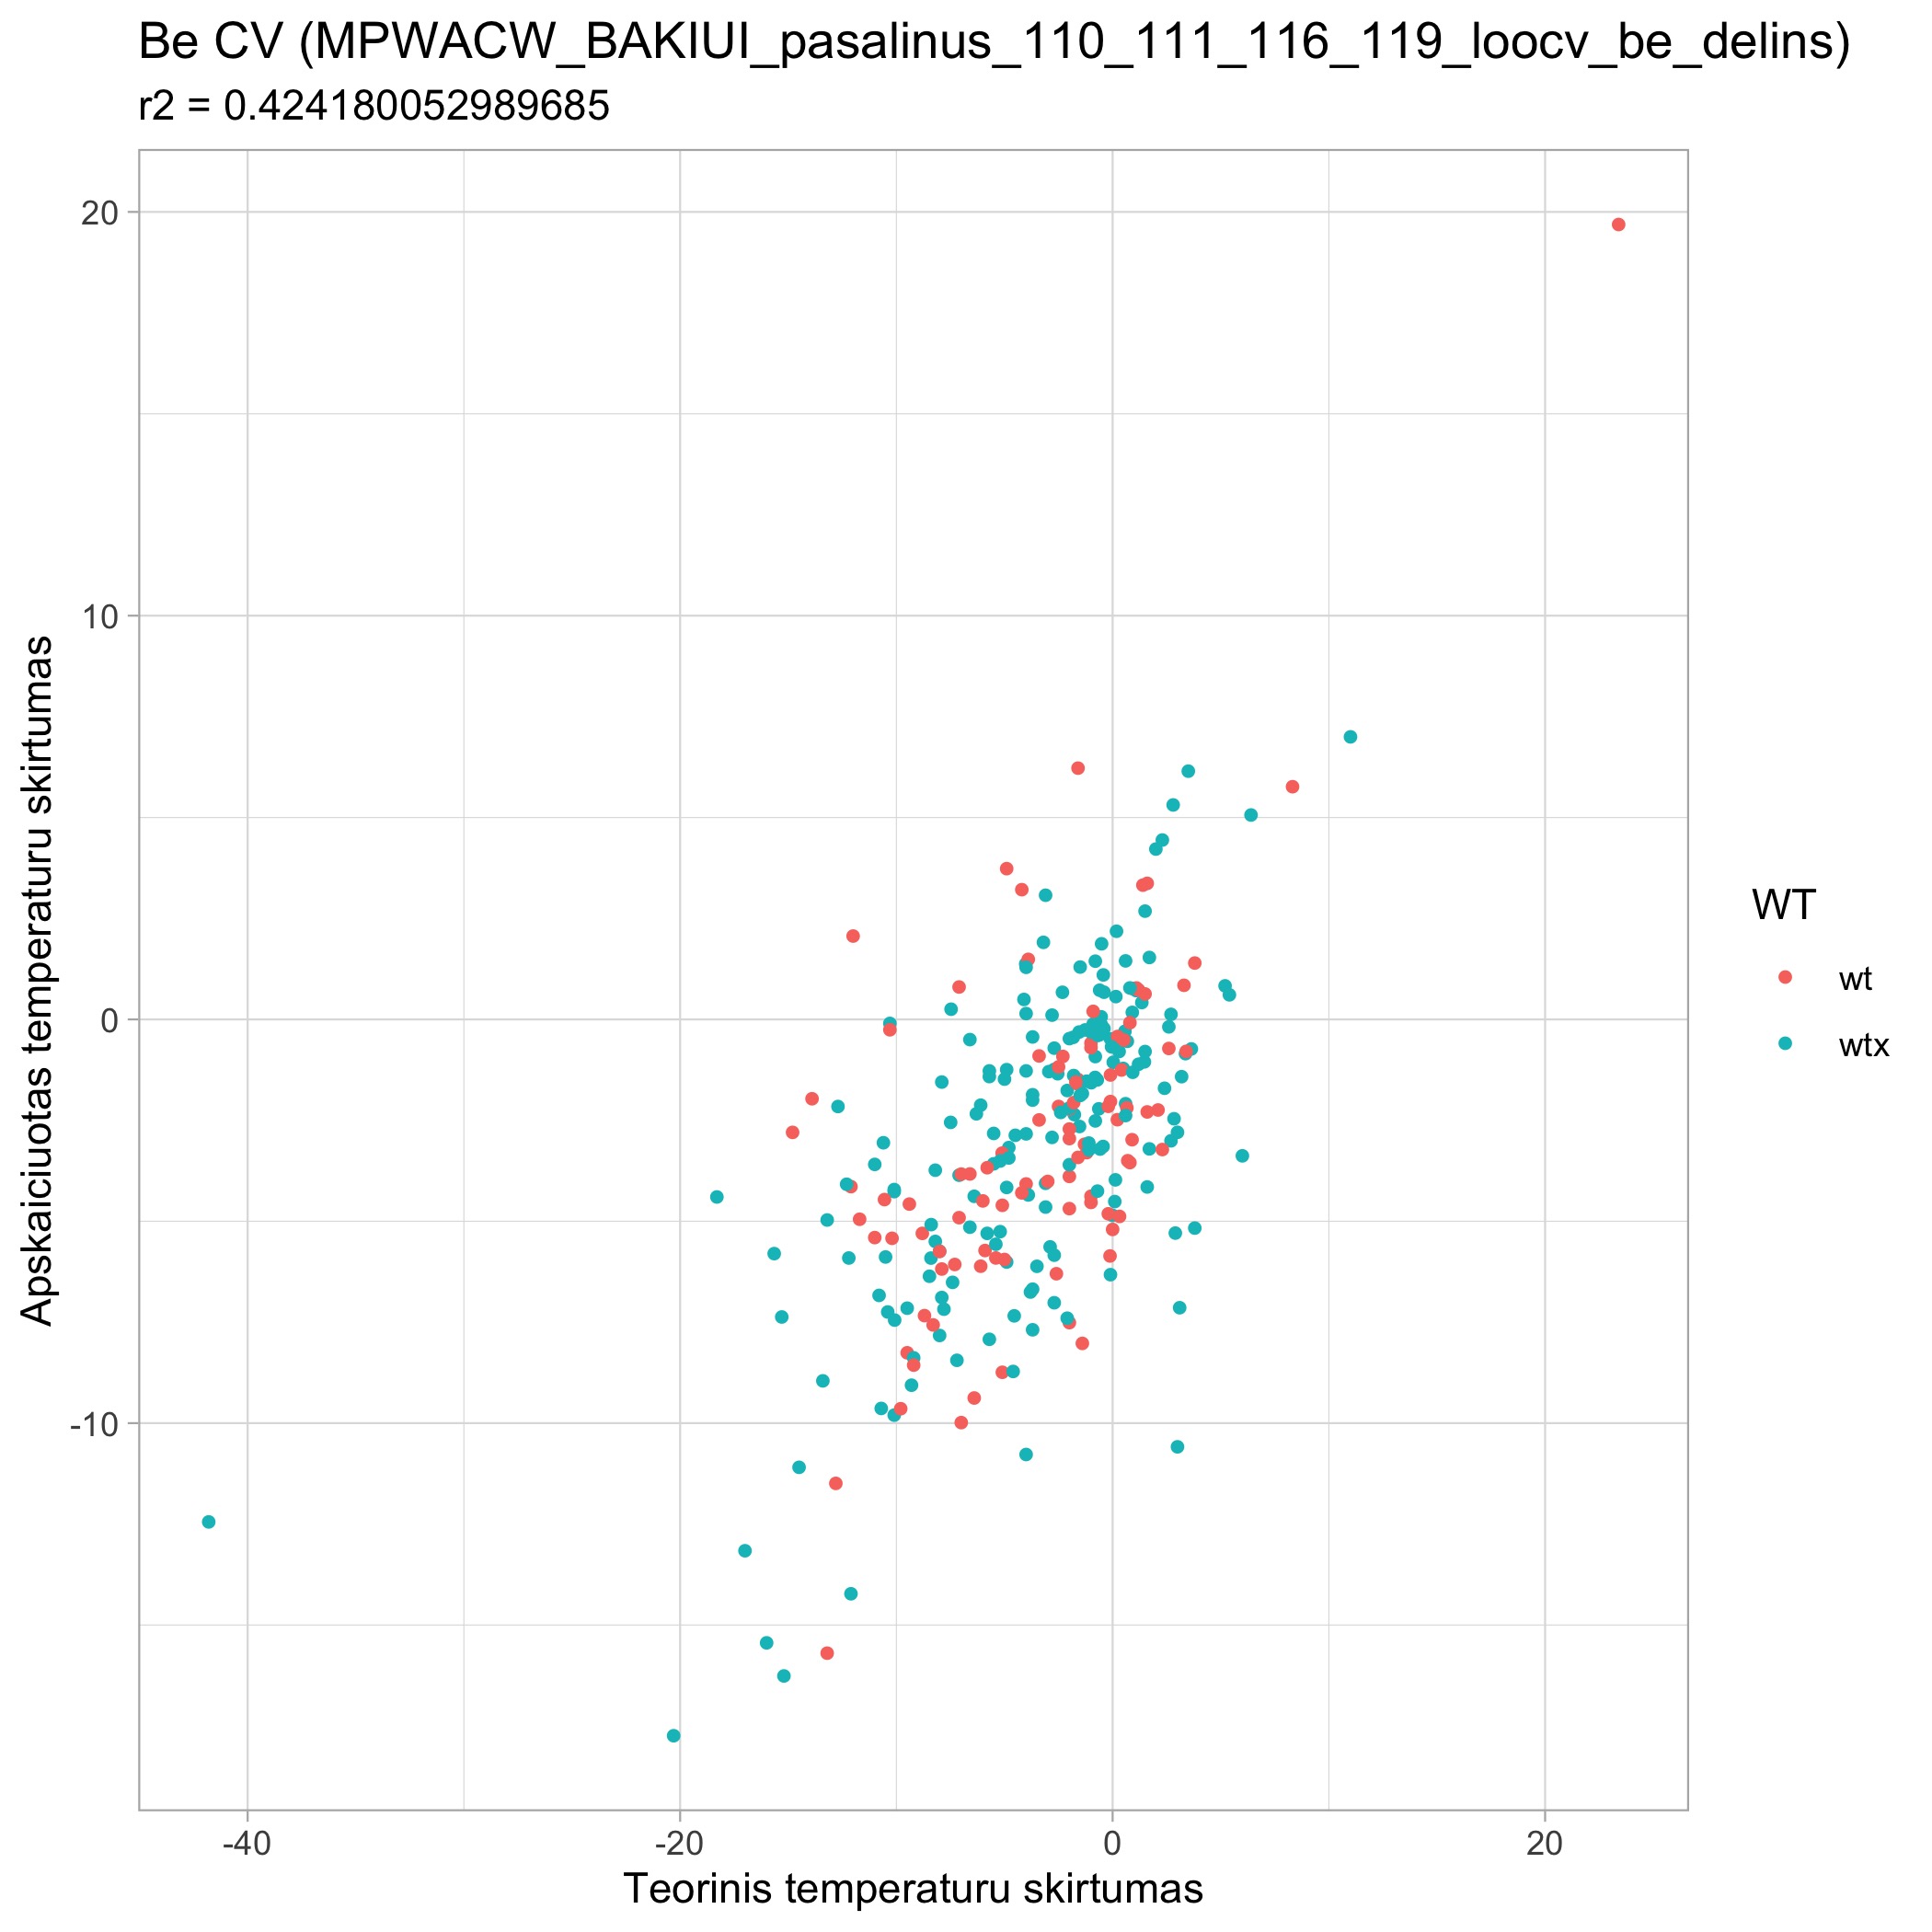 Be CV (MPWACW_BAKIUI_pasalinus_110_111_116_119_loocv_be_delins)
r2 = 0.424180052989685
20
10
0
-10
-40
-20
0
20
Teorinis temperaturu skirtumas
Apskaiciuotas temperaturu skirtumas
WT
wt
wtx